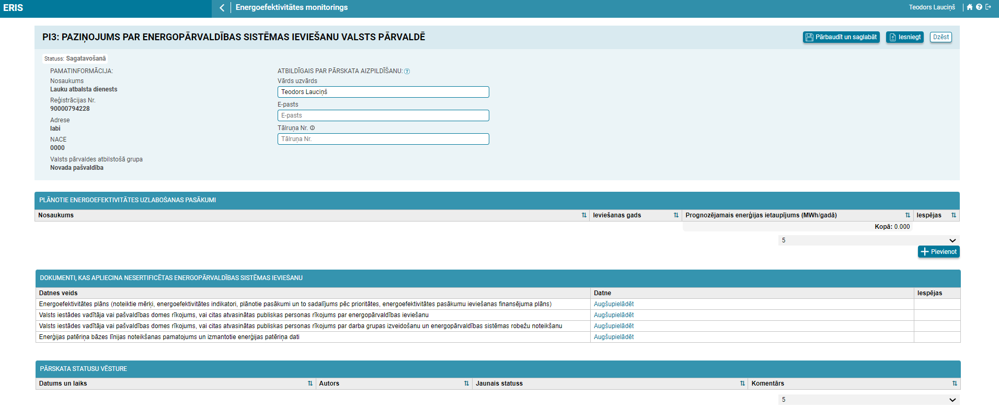 ERIS
Energoefektivitātes monitorings
Teodors Lauciņš
PI3: PAZIŅOJUMS PAR ENERGOPĀRVALDĪBAS SISTĒMAS IEVIEŠANU VALSTS PĀRVALDĒ
Pārbaudīt un saglabāt
Iesniegt
Dzēst
Statuss: Sagatavošanā
PAMATINFORMĀCIJA:
Nosaukums
Lauku atbalsta dienests
Reģistrācijas Nr.
90000794228
Adrese
labi
NACE
0000
Valsts pārvaldes atbilstošā grupa
Novada pašvaldība
ATBILDĪGAIS PAR PĀRSKATA AIZPILDĪŠANU:
Vārds uzvārds
Teodors Lauciņš
E-pasts
E-pasts
Tālruņa Nr.
Tālruņa Nr.
PLĀNOTIE ENERGOEFEKTIVITĀTES UZLABOŠANAS PASĀKUMI
Nosaukums Ieviešanas gads Prognozējamais enerģijas ietaupījums (MWh/gadā) Iespējas
Kopā: 0.000
5
Pievienot
DOKUMENTI, KAS APLIECINA NESERTIFICĒTAS ENERGOPĀRVALDĪBAS SISTĒMAS IEVIEŠANU
Datnes veids Datne Iespējas
Energoefektivitātes plāns (noteiktie mērķi, energoefektivitātes indikatori, plānotie pasākumi un to sadalījums pēc prioritātes, energoefektivitātes pasākumu ieviešanas finansējuma plāns) Augšupielādēt
Valsts iestādes vadītāja vai pašvaldības domes rīkojums, vai citas atvasinātas publiskas personas rīkojums par energopārvaldības ieviešanu Augšupielādēt
Valsts iestādes vadītāja vai pašvaldības domes rīkojums, vai citas atvasinātas publiskas personas rīkojums par darba grupas izveidošanu un energopārvaldības sistēmas robežu noteikšanu Augšupielādēt
Enerģijas patēriņa bāzes līnijas noteikšanas pamatojums un izmantotie enerģijas patēriņa dati Augšupielādēt
PĀRSKATA STATUSU VĒSTURE
Datums un laiks Autors Jaunais statuss Komentārs
5